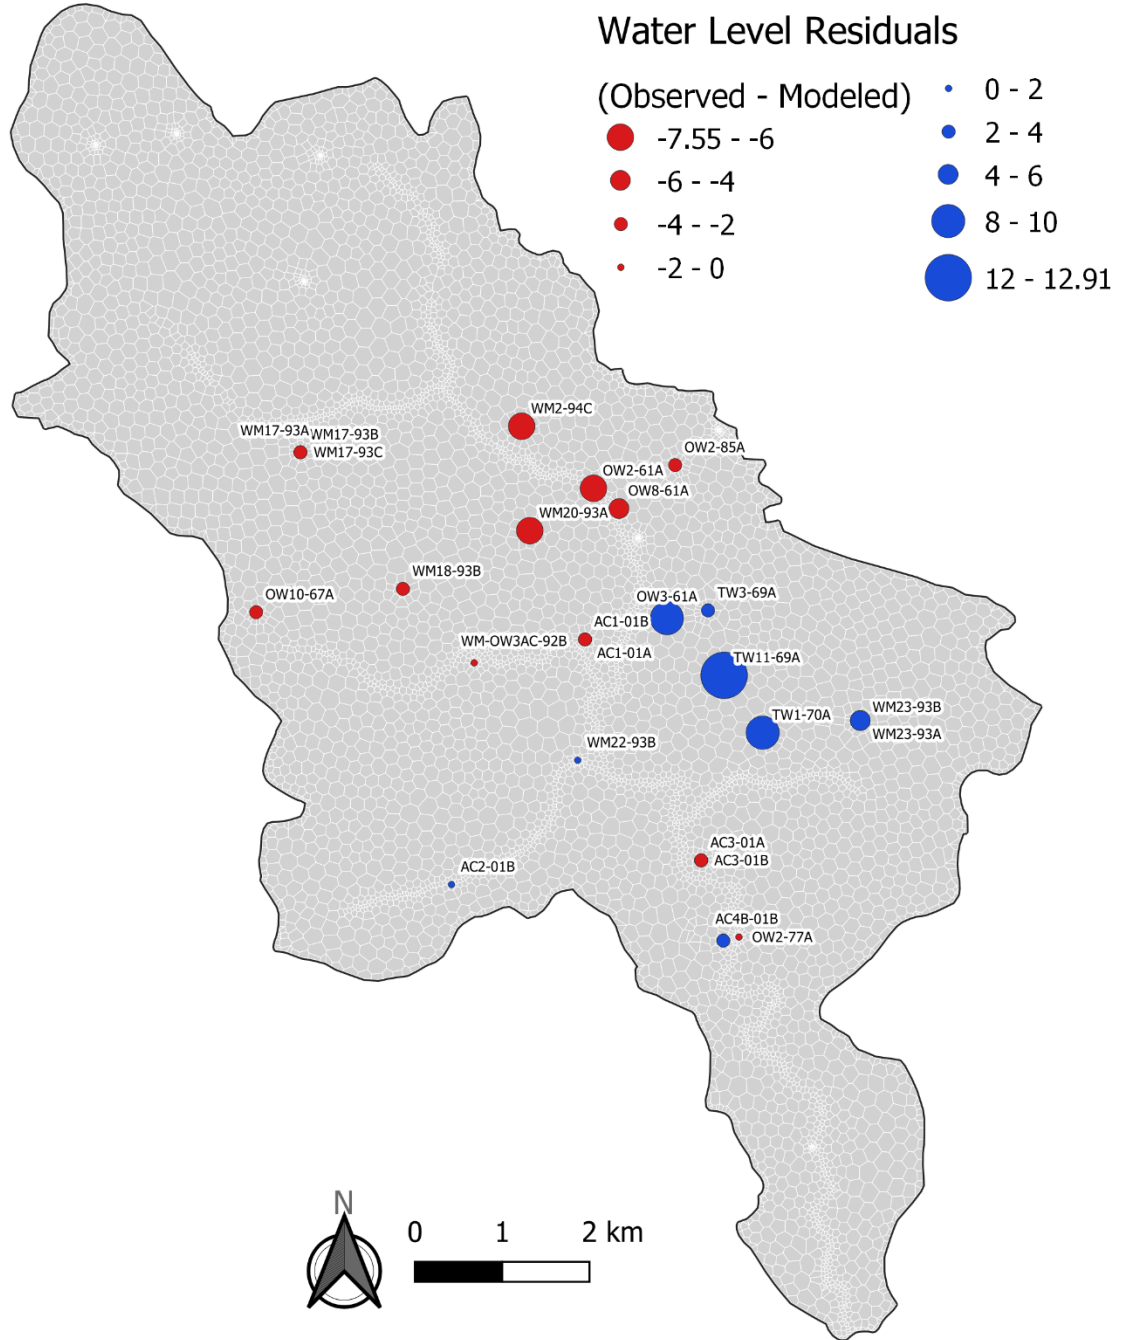 Water Level Residuals
(Observed - Modeled)
-7.55 - -6
-6 - -4
-4 - -2
-2 - 0
0 - 2
2 - 4
4 - 6
8 - 10
12 - 12.91
WM2-94C
WM17-93A
WM17-93B
WM17-93C
OW2-85A
OW2-61A
OW8-61A
WM20-93A
WM18-93B
OW10-67A
OW3-61A
TW3-69A
AC1-01B
WM-OW3AC-92B
AC1-01A
TW11-69A
WM23-93B
TW1-70A
WM23-93A
WM22-93B
AC3-01A
AC3-01B
AC2-01B
AC4B-01B
OW2-77A
N
0 1 2 km